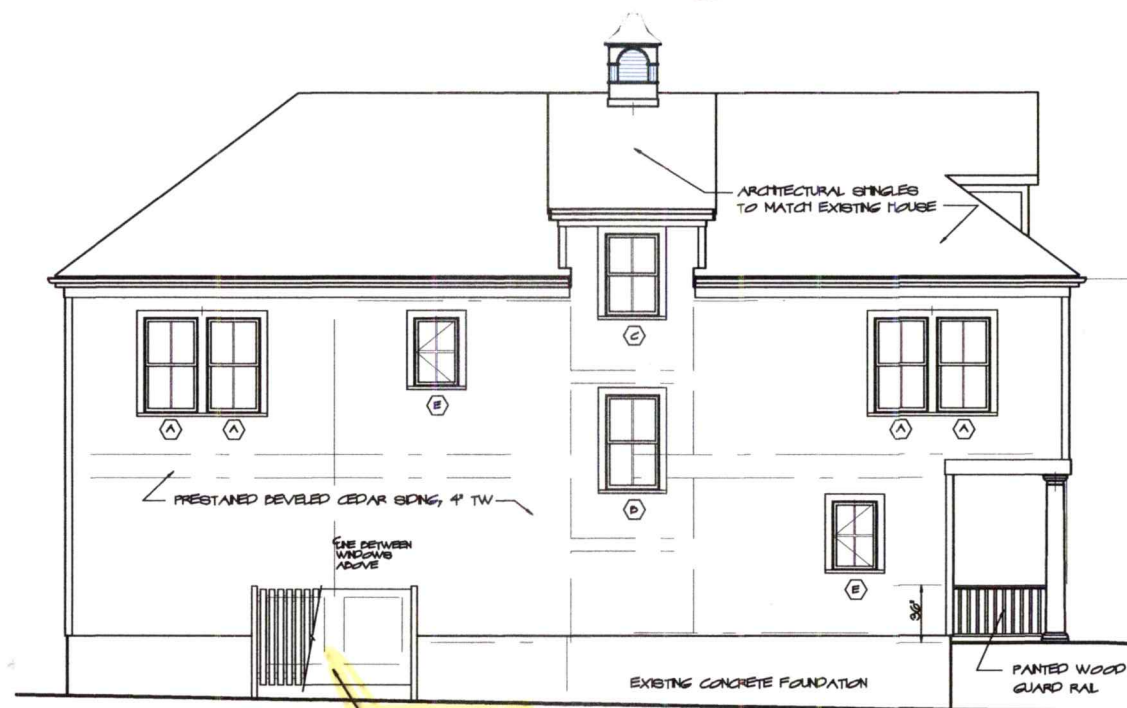 ARCHITECTURAL SHINGLES
TO MATCH EXISTING HOUSE
C
A A
E
A A
PRESTAINED BEVELED CEDAR SIDING, 4" TW
B
LINE BETWEEN
WINDOWS
ABOVE
E
36"
PAINTED WOOD
GUARD RAIL
EXISTING CONCRETE FOUNDATION